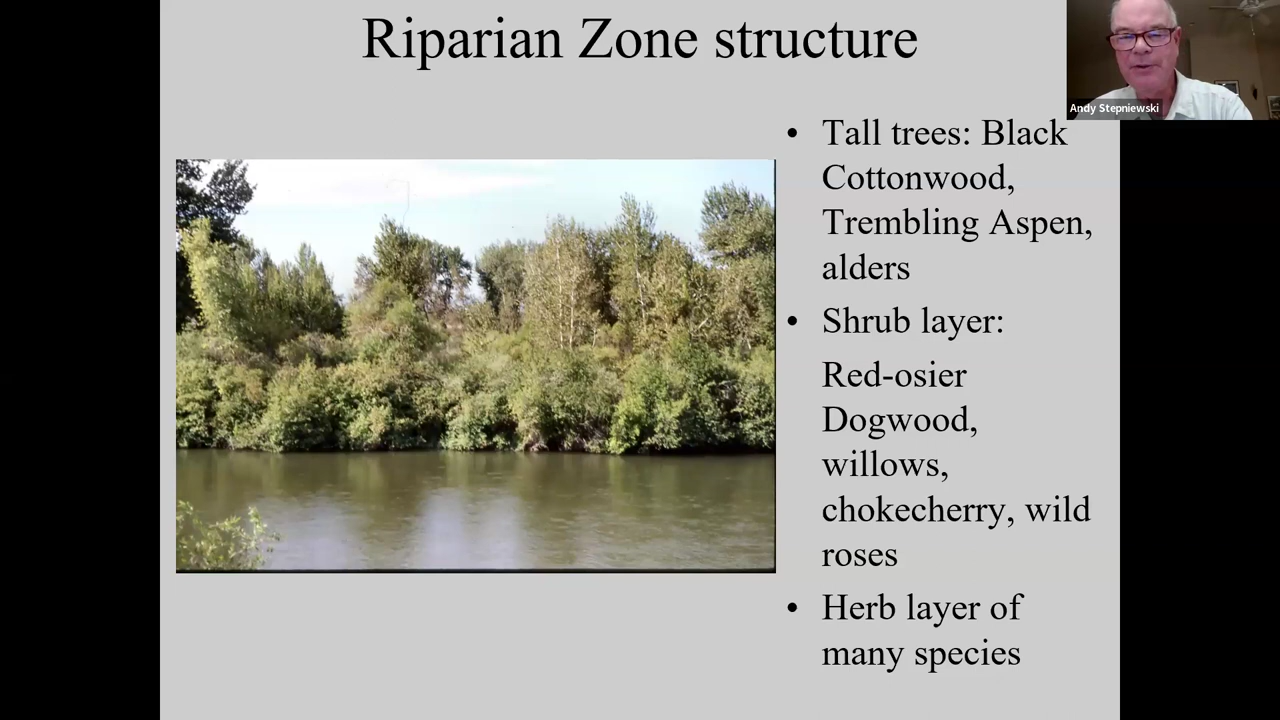 Riparian Zone structure
Andy Stepniewski
• Tall trees: Black
Cottonwood,
Trembling Aspen,
alders
• Shrub layer:
Red-osier
Dogwood,
willows,
chokecherry, wild
roses
• Herb layer of
many species